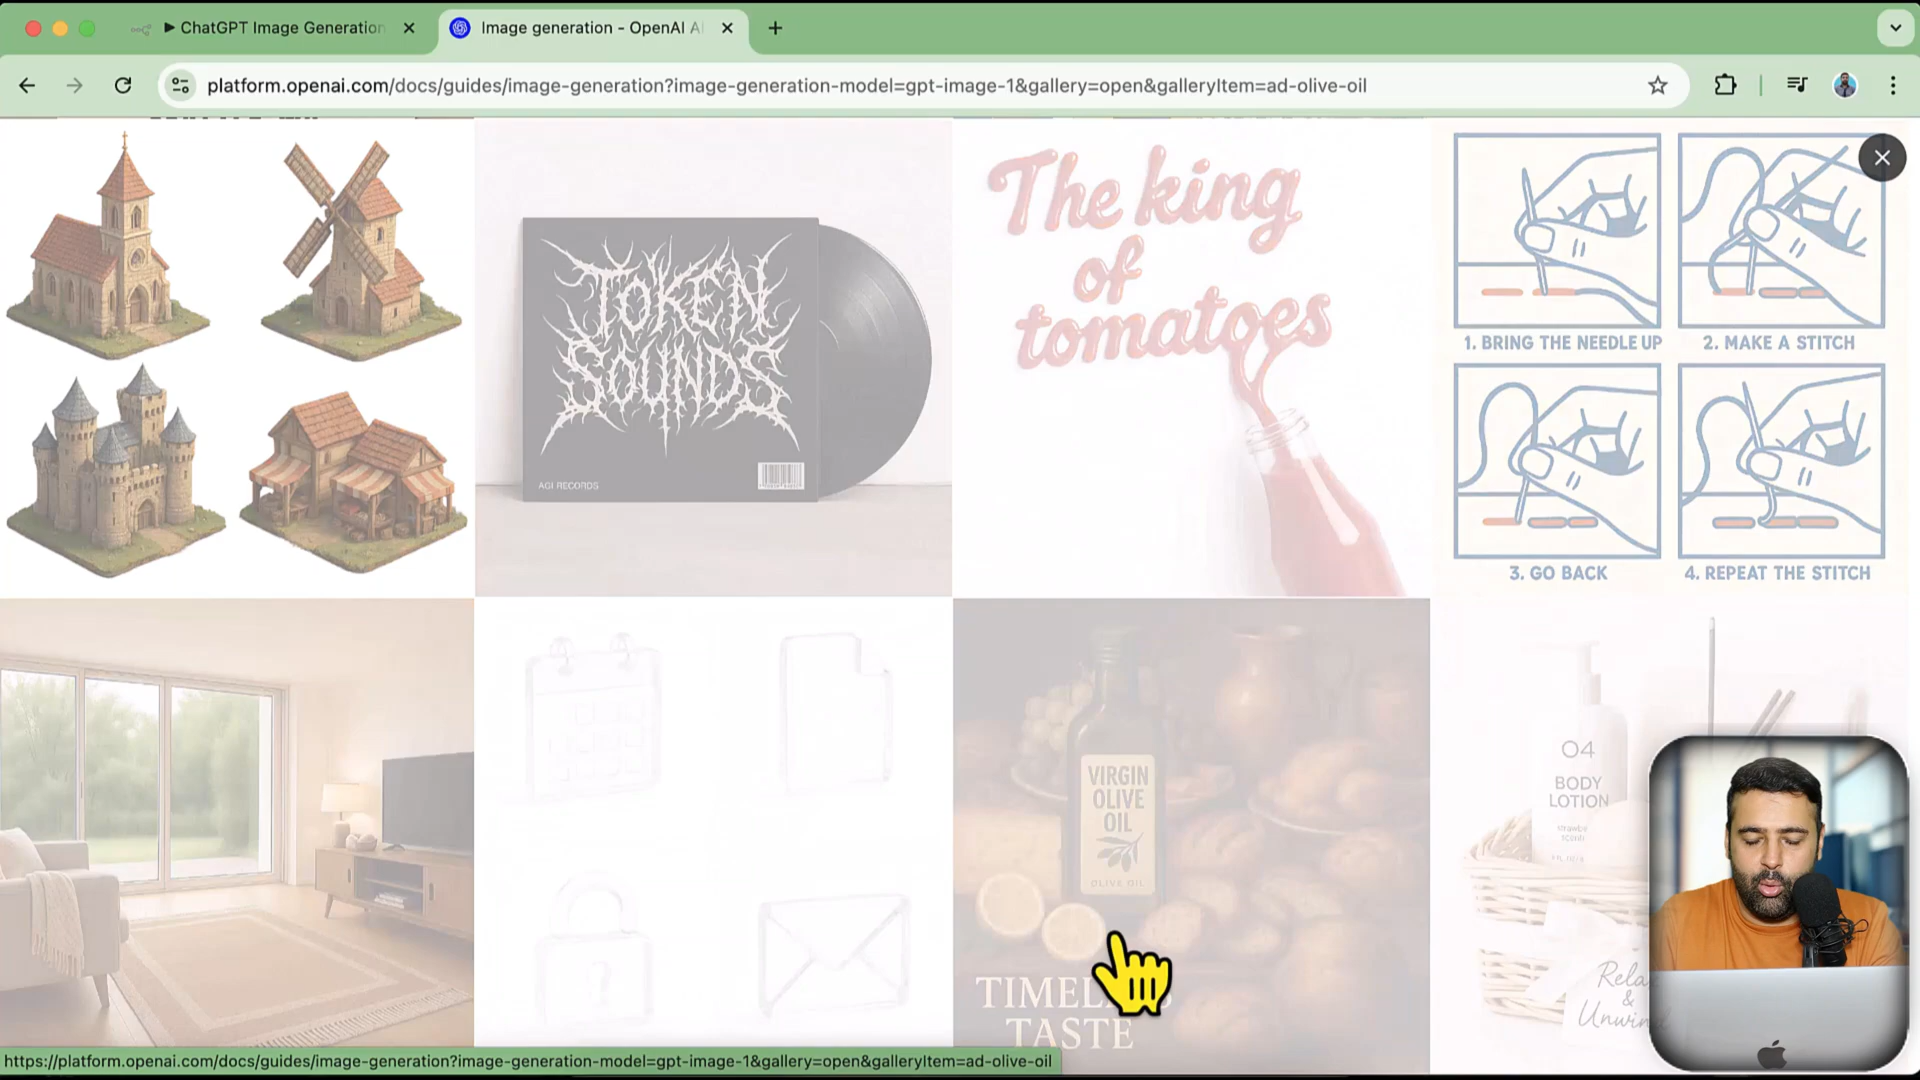 ChatGPT Image Generation
Image generation - OpenAI A
platform.openai.com/docs/guides/image-generation?image-generation-model=gpt-image-1&gallery=open&galleryItem=ad-olive-oil
TOKEN
SOUNDS
AGI RECORDS
The king
of
tomatoes
1. BRING THE NEEDLE UP
2. MAKE A STITCH
3. GO BACK
4. REPEAT THE STITCH
?
VIRGIN
OLIVE
OIL
OLIVE OIL
TIMEL
TASTE
04
BODY
LOTION
Rela
&
Unwin
https://platform.openai.com/docs/guides/image-generation?image-generation-model=gpt-image-1&gallery=open&galleryItem=ad-olive-oil